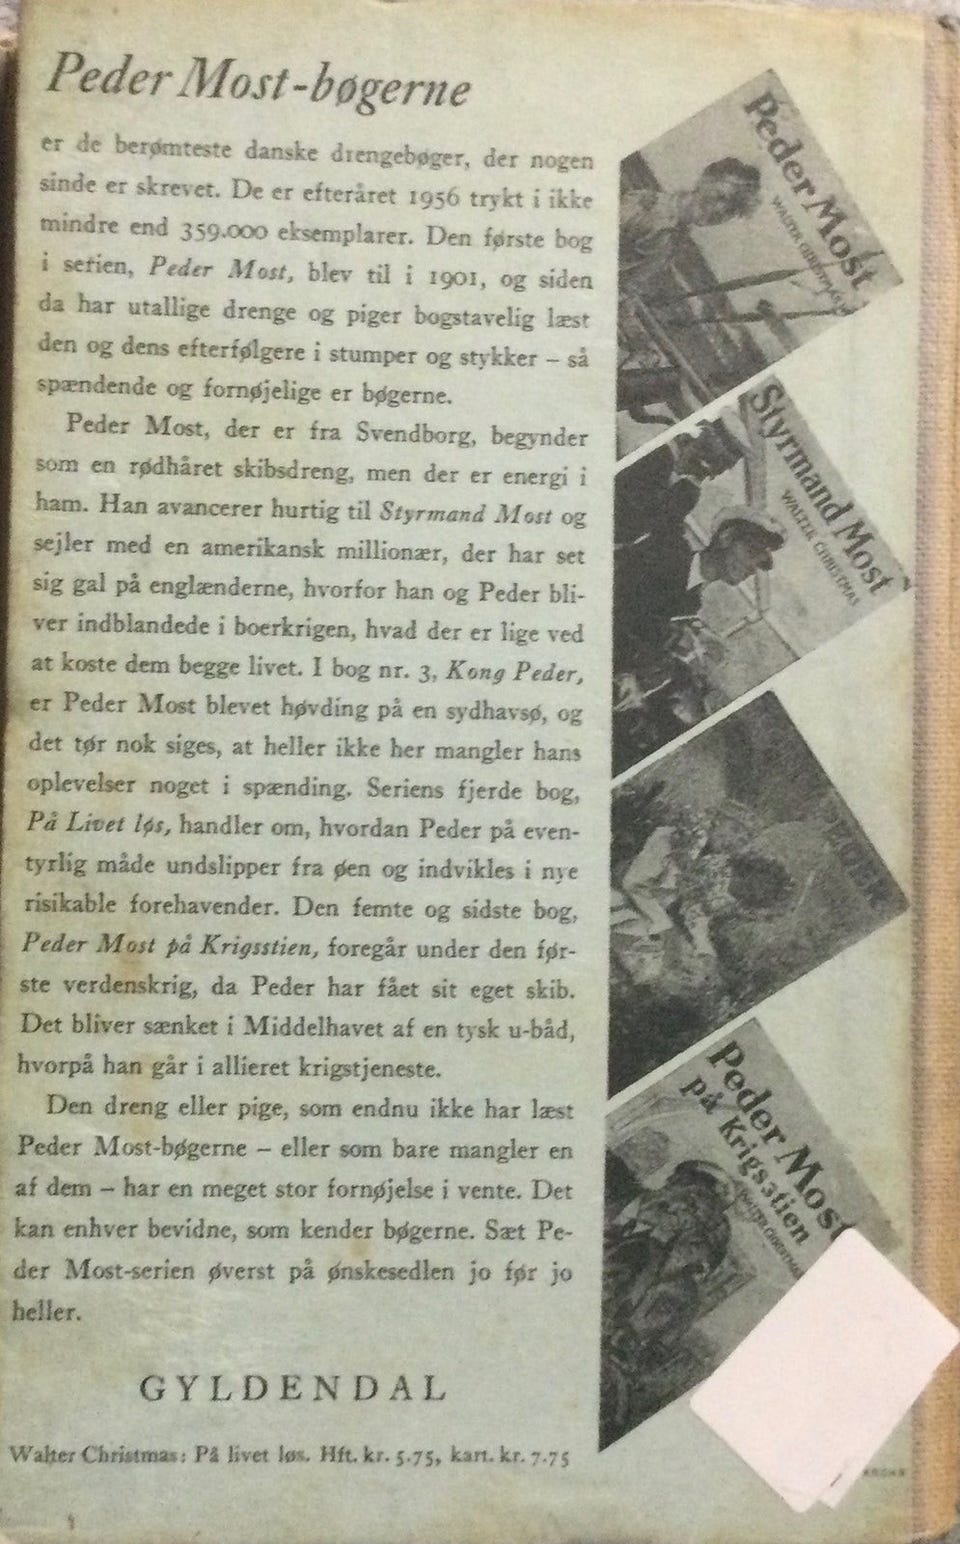 Peder Most-bøgerne
er de berømteste danske drengebøger, der nogen
sinde er skrevet. De er efteråret 1956 trykt i ikke
mindre end 359.000 eksemplarer. Den første bog
i serien, Peder Most, blev til i 1901, og siden
da har utallige drenge og piger bogstavelig læst
den og dens efterfølgere i stumper og stykker – så
spændende og fornøjelige er bøgerne.
Peder Most, der er fra Svendborg, begynder
som en rødhåret skibsdreng, men der er energi i
ham. Han avancerer hurtig til Styrmand Most og
sejler med en amerikansk millionær, der har set
sig gal på englænderne, hvorfor han og Peder bli-
ver indblandede i boerkrigen, hvad der er lige ved
at koste dem begge livet. I bog nr. 3, Kong Peder,
er Peder Most blevet høvding på en sydhavsø, og
det tør nok siges, at heller ikke her mangler hans
oplevelser noget i spænding. Seriens fjerde bog,
På Livet løs, handler om, hvordan Peder på even-
tyrlig måde undslipper fra øen og indvikles i nye
risikable forehavender. Den femte og sidste bog,
Peder Most på Krigsstien, foregår under den før-
ste verdenskrig, da Peder har fået sit eget skib.
Det bliver sænket i Middelhavet af en tysk u-båd,
hvorpå han går i allieret krigstjeneste.
Den dreng eller pige, som endnu ikke har læst
Peder Most-bøgerne – eller som bare mangler en
af dem – har en meget stor fornøjelse i vente. Det
kan enhver bevidne, som kender bøgerne. Sæt Pe-
der Most-serien øverst på ønskesedlen jo før jo
heller.
GYLDENDAL
Walter Christmas: På livet løs. Hft. kr. 5.75, kart. kr. 7.75
Peder Most
WALTER CHRISTMAS
Styrmand Most
WALTER CHRISTMAS
Peder Most
på Krigsstien
WALTER CHRISTMAS